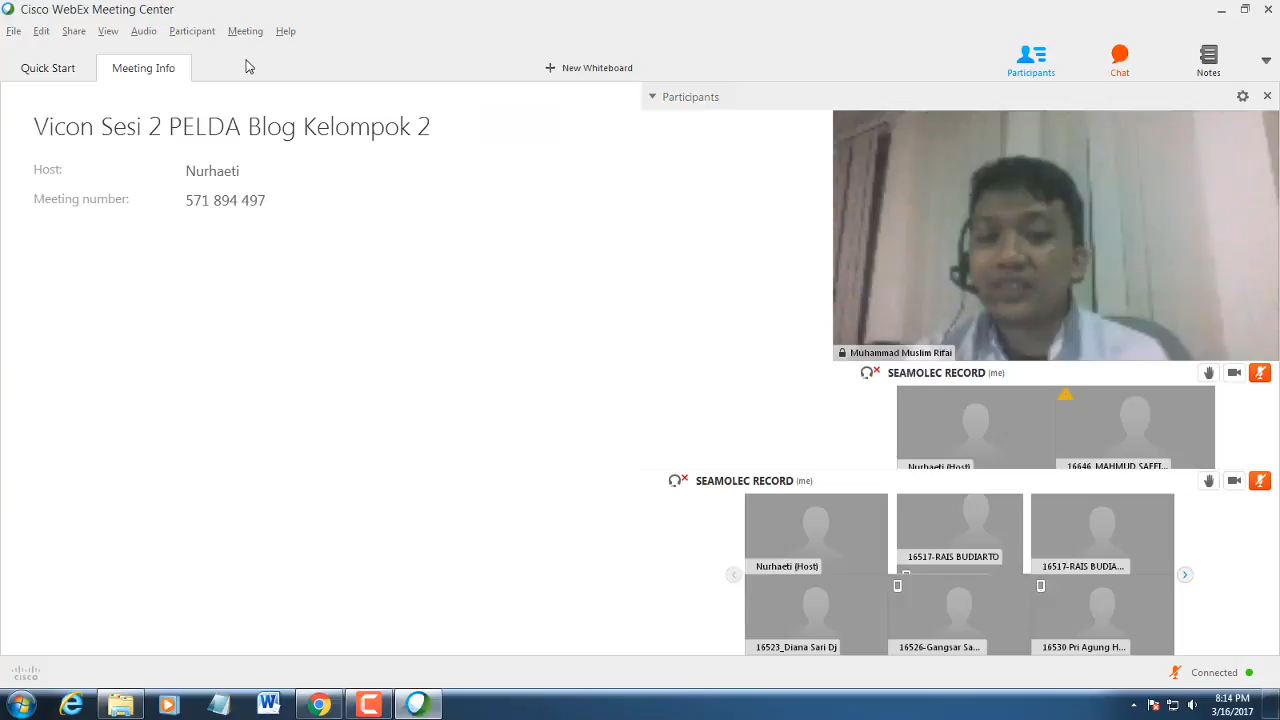 Cisco WebEx Meeting Center
File Edit Share View Audio Participant Meeting Help
Quick Start
Meeting Info
New Whiteboard
Participants
Chat
Notes
Participants
Vicon Sesi 2 PELDA Blog Kelompok 2
Host: Nurhaeti
Meeting number: 571 894 497
Muhammad Muslim Rifai
SEAMOLEC RECORD (me)
Nurhaeti (Host)
16646_MAHMUD SAEFI...
SEAMOLEC RECORD (me)
Nurhaeti (Host)
16517-RAIS BUDIARTO
16517-RAIS BUDIA...
16523_Diana Sari Dj
16526-Gangsar Sa...
16530 Pri Agung H...
cisco
Connected
8:14 PM
3/16/2017